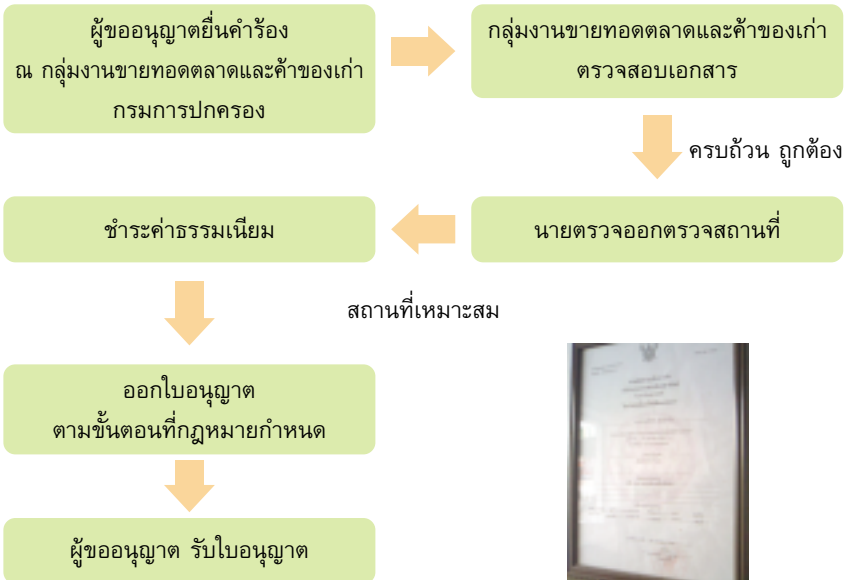 ผู้ขออนุญาตยื่นคำร้อง
ณ กลุ่มงานขายทอดตลาดและค้าของเก่า
กรมการปกครอง
กลุ่มงานขายทอดตลาดและค้าของเก่า
ตรวจสอบเอกสาร
ครบถ้วน ถูกต้อง
นายตรวจออกตรวจสถานที่
ชำระค่าธรรมเนียม
สถานที่เหมาะสม
ออกใบอนุญาต
ตามขั้นตอนที่กฎหมายกำหนด
ผู้ขออนุญาต รับใบอนุญาต